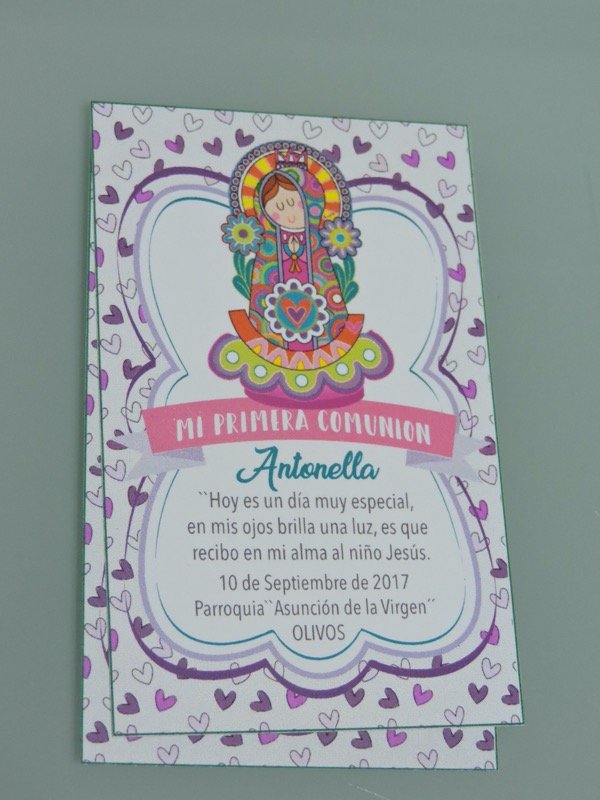 MI PRIMERA COMUNION
Antonella
``Hoy es un día muy especial,
en mis ojos brilla una luz, es que
recibo en mi alma al niño Jesús.
10 de Septiembre de 2017
Parroquia``Asunción de la Virgen´´
OLIVOS